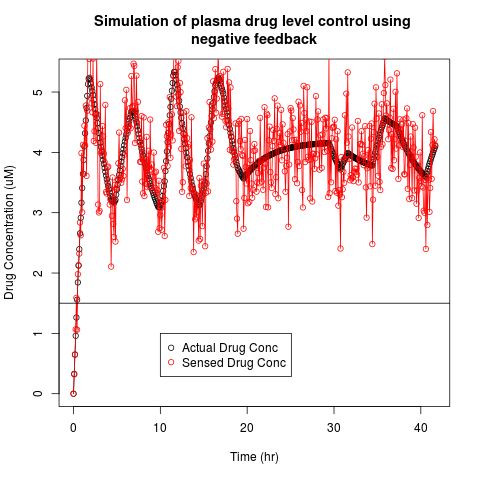 Simulation of plasma drug level control using
negative feedback
Drug Concentration (uM)
5
4
3
2
1
0
Actual Drug Conc
Sensed Drug Conc
0 10 20 30 40
Time (hr)